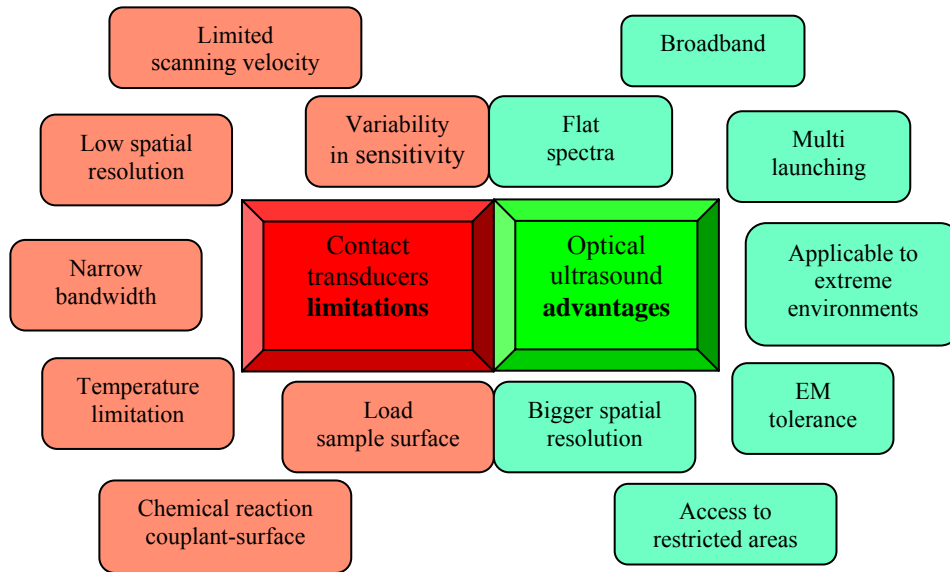 Limited
scanning velocity
Broadband
Variability
in sensitivity
Flat
spectra
Low spatial
resolution
Multi
launching
Contact
transducers
limitations
Optical
ultrasound
advantages
Narrow
bandwidth
Applicable to
extreme
environments
Temperature
limitation
Load
sample surface
Bigger spatial
resolution
EM
tolerance
Chemical reaction
couplant-surface
Access to
restricted areas